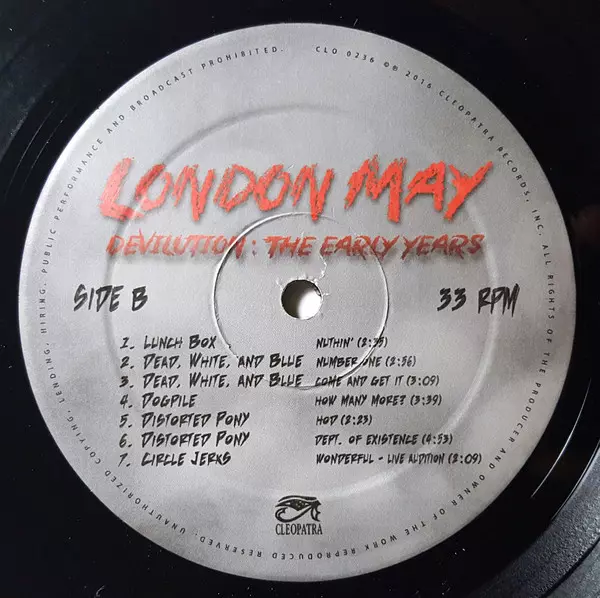 CLO 0236 ℗© 2016 CLEOPATRA RECORDS, INC. ALL RIGHTS OF THE PRODUCER AND OWNER OF THE WORK REPRODUCED RESERVED. UNAUTHORIZED COPYING, LENDING, HIRING, PUBLIC PERFORMANCE AND BROADCAST PROHIBITED.
LONDON MAY
DEVILUTION : THE EARLY YEARS
SIDE B 33 RPM
1. LUNCH BOX NUTHIN' (2:35)
2. DEAD, WHITE, AND BLUE NUMBER ONE (2:56)
3. DEAD, WHITE, AND BLUE COME AND GET IT (3:09)
4. DOGPILE HOW MANY MORE? (3:39)
5. DISTORTED PONY HOD (2:23)
6. DISTORTED PONY DEPT. OF EXISTENCE (4:53)
7. CIRCLE JERKS WONDERFUL - LIVE AUDITION (2:09)
CLEOPATRA